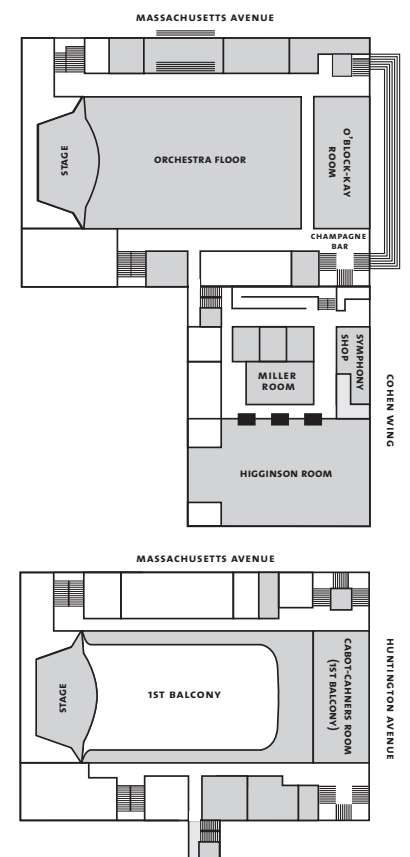 MASSACHUSETTS AVENUE
STAGE
ORCHESTRA FLOOR
O'BLOCK-KAY
ROOM
CHAMPAGNE
BAR
MILLER
ROOM
SYMPHONY
SHOP
COHEN WING
HIGGINSON ROOM
MASSACHUSETTS AVENUE
STAGE
1ST BALCONY
CABOT-CAHNERS ROOM
(1ST BALCONY)
HUNTINGTON AVENUE